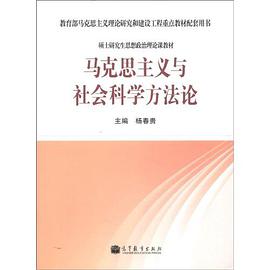 教育部马克思主义理论研究和建设工程重点教材配套用书
硕士研究生思想政治理论课教材
马克思主义与
社会科学方法论
主编 杨春贵
高等教育出版社